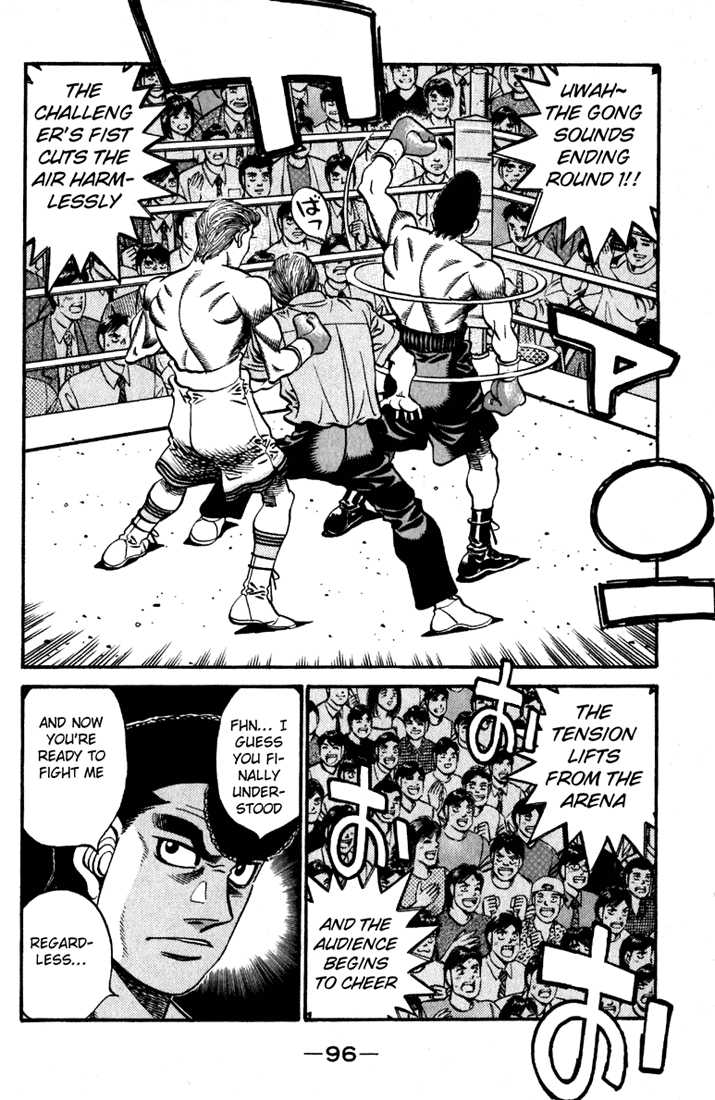 UWAH~
THE GONG
SOUNDS
ENDING
ROUND 1!!
THE
CHALLENG
ER'S FIST
CUTS THE
AIR HARM-
LESSLY
ばっ
THE
TENSION
LIFTS
FROM THE
ARENA
お
お
お
AND THE
AUDIENCE
BEGINS
TO CHEER
FHN... I
GUESS
YOU FI-
NALLY
UNDER-
STOOD
AND NOW
YOU'RE
READY TO
FIGHT ME
REGARD-
LESS...
—96—